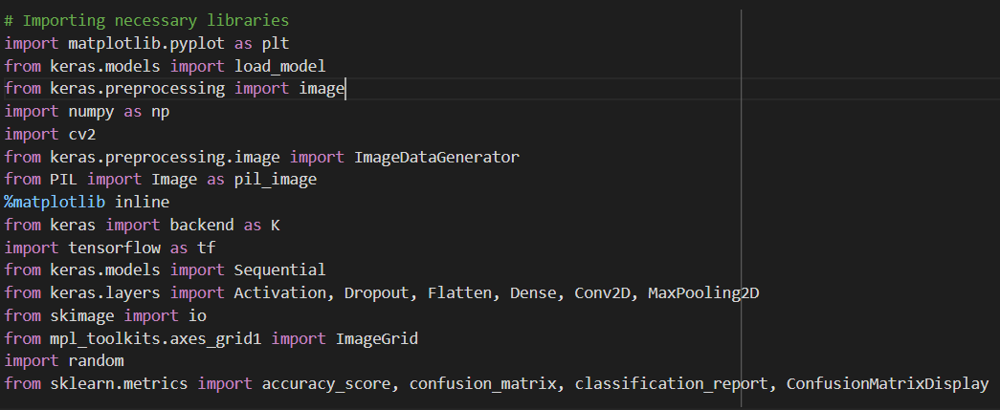 # Importing necessary libraries
import matplotlib.pyplot as plt
from keras.models import load_model
from keras.preprocessing import image
import numpy as np
import cv2
from keras.preprocessing.image import ImageDataGenerator
from PIL import Image as pil_image
%matplotlib inline
from keras import backend as K
import tensorflow as tf
from keras.models import Sequential
from keras.layers import Activation, Dropout, Flatten, Dense, Conv2D, MaxPooling2D
from skimage import io
from mpl_toolkits.axes_grid1 import ImageGrid
import random
from sklearn.metrics import accuracy_score, confusion_matrix, classification_report, ConfusionMatrixDisplay